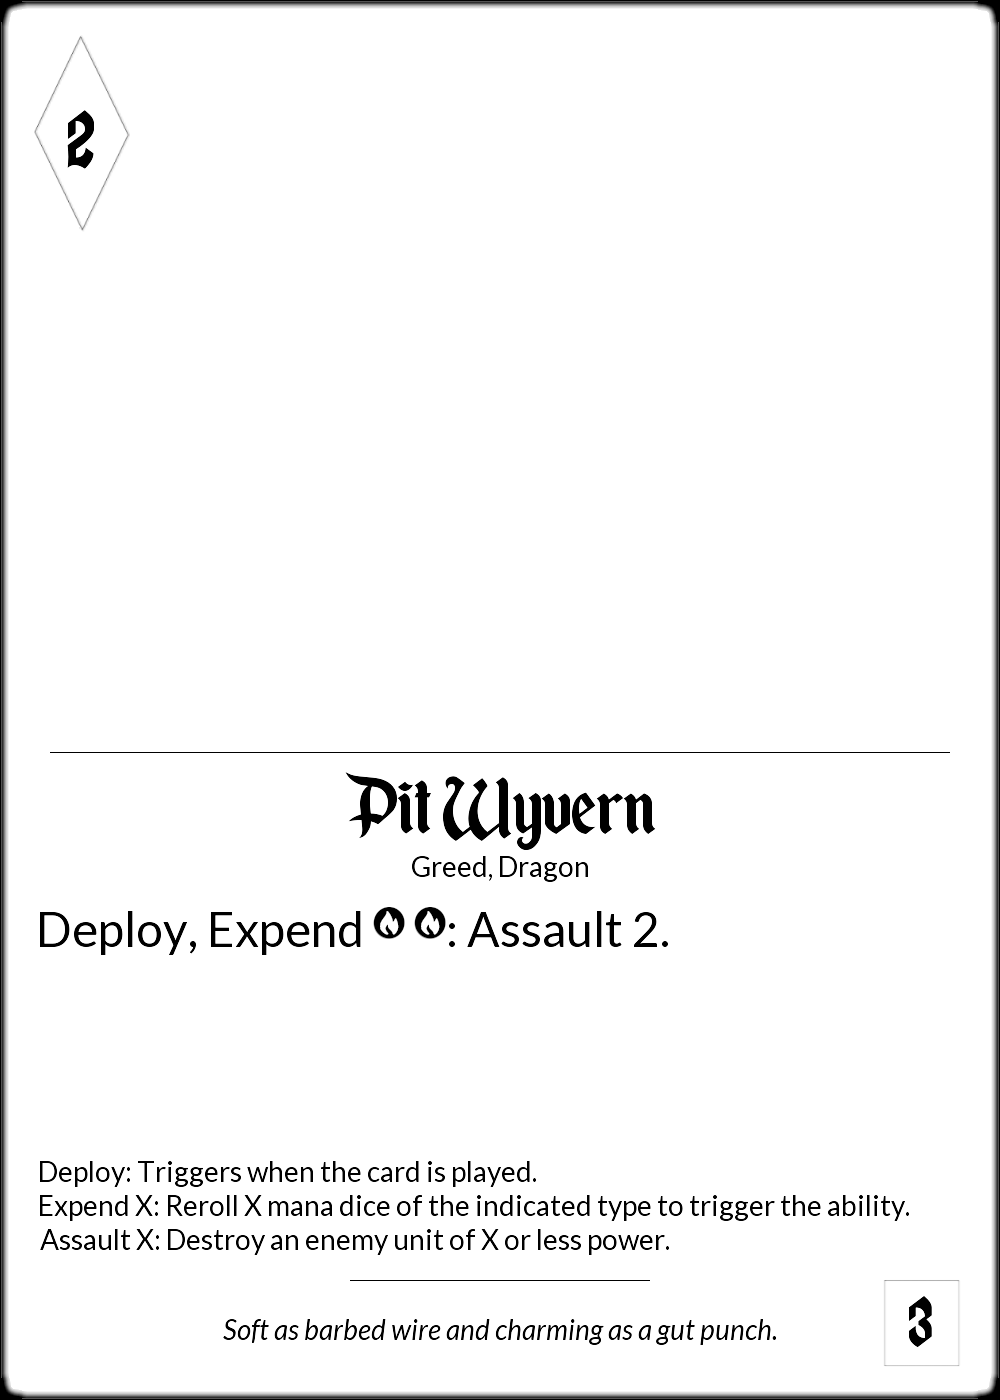 2
Pit Wyvern
Greed, Dragon
Deploy, Expend : Assault 2.
Deploy: Triggers when the card is played.
Expend X: Reroll X mana dice of the indicated type to trigger the ability.
Assault X: Destroy an enemy unit of X or less power.
Soft as barbed wire and charming as a gut punch.
3